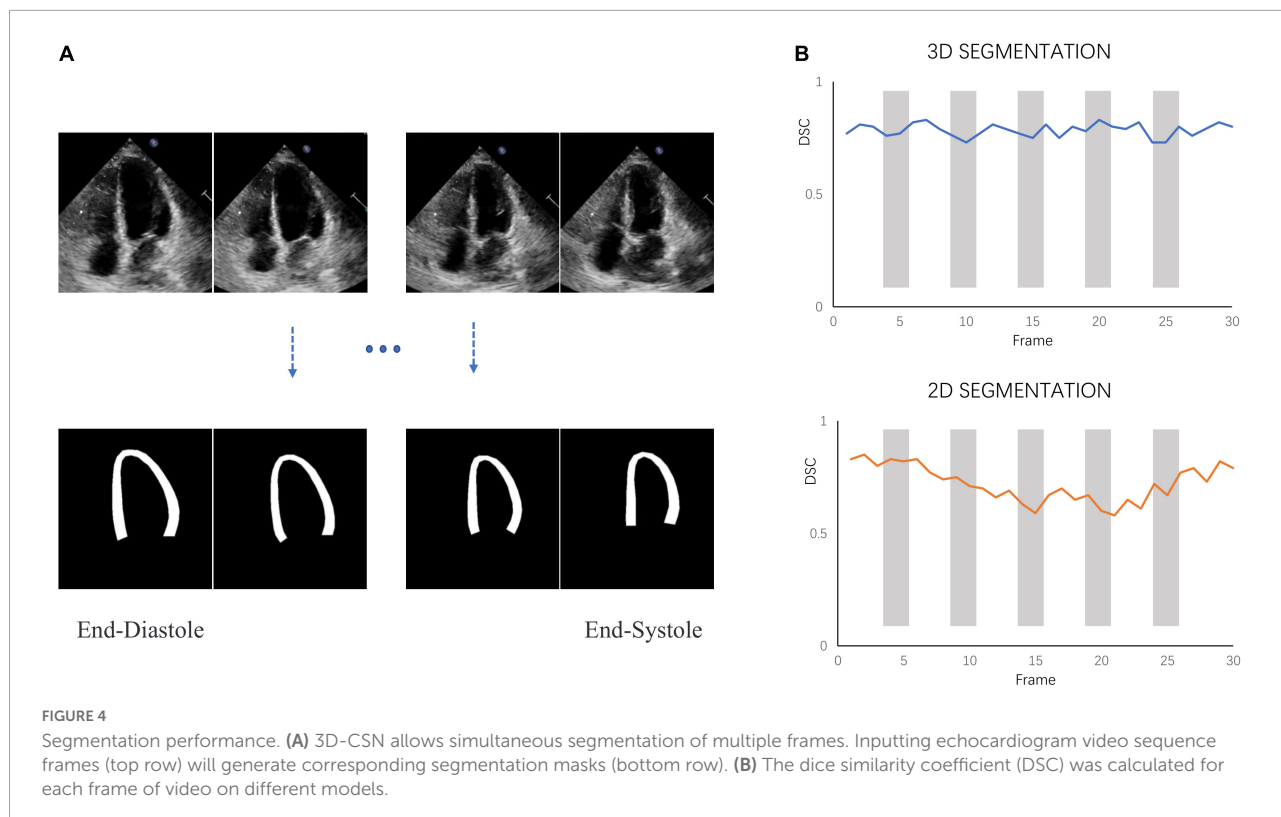 A
End-Diastole
End-Systole
B
3D SEGMENTATION
1
0.5
0
DSC
0 5 10 15 20 25 30
Frame
2D SEGMENTATION
1
0.5
0
DSC
0 5 10 15 20 25 30
Frame
FIGURE 4
Segmentation performance. (A) 3D-CSN allows simultaneous segmentation of multiple frames. Inputting echocardiogram video sequence
frames (top row) will generate corresponding segmentation masks (bottom row). (B) The dice similarity coefficient (DSC) was calculated for
each frame of video on different models.